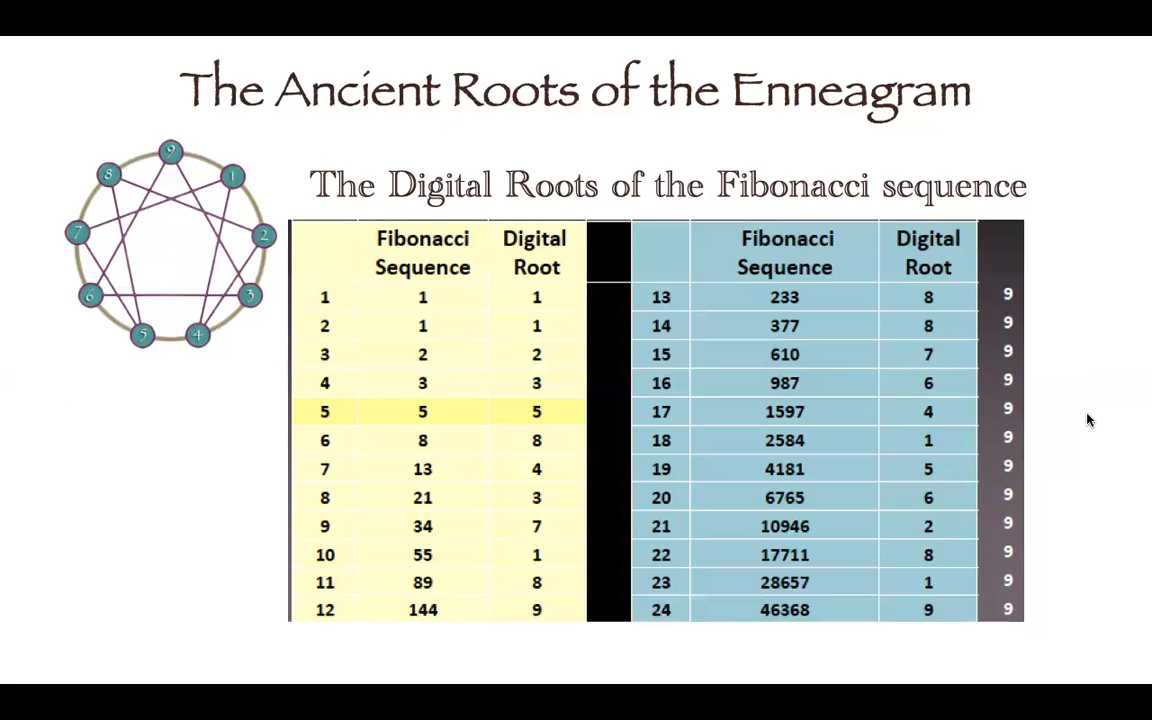 The Ancient Roots of the Enneagram
9
8 1
7 2
6 3
5 4
The Digital Roots of the Fibonacci sequence
Fibonacci Sequence Digital Root Fibonacci Sequence Digital Root
1 1 1 13 233 8 9
2 1 1 14 377 8 9
3 2 2 15 610 7 9
4 3 3 16 987 6 9
5 5 5 17 1597 4 9
6 8 8 18 2584 1 9
7 13 4 19 4181 5 9
8 21 3 20 6765 6 9
9 34 7 21 10946 2 9
10 55 1 22 17711 8 9
11 89 8 23 28657 1 9
12 144 9 24 46368 9 9